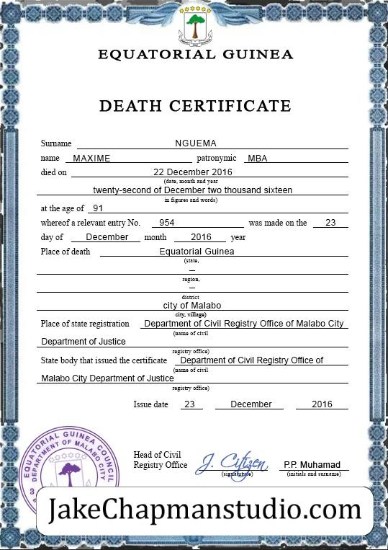 EQUATORIAL GUINEA
DEATH CERTIFICATE
Surname NGUEMA
name MAXIME patronymic MBA
died on 22 December 2016
(date, month and year)
twenty-second of December two thousand sixteen
in figures and words)
at the age of 91
whereof a relevant entry No. 954 was made on the 23
day of December month 2016 year
Place of death Equatorial Guinea
(state,
—
region,
—
district
city of Malabo
city, village)
Place of state registration Department of Civil Registry Office of Malabo City
(name of civil
Department of Justice
registry office)
State body that issued the certificate Department of Civil Registry Office of
(name of civil
Malabo City Department of Justice
registry office)
Issue date 23 December 2016
EQUATORIAL GUINEA COUNCIL
DEPARTMENT OF MALABO CITY
Head of Civil
Registry Office J. Citizen P.P. Muhamad
(signature) (initials and surname)
JakeChapmanstudio.com